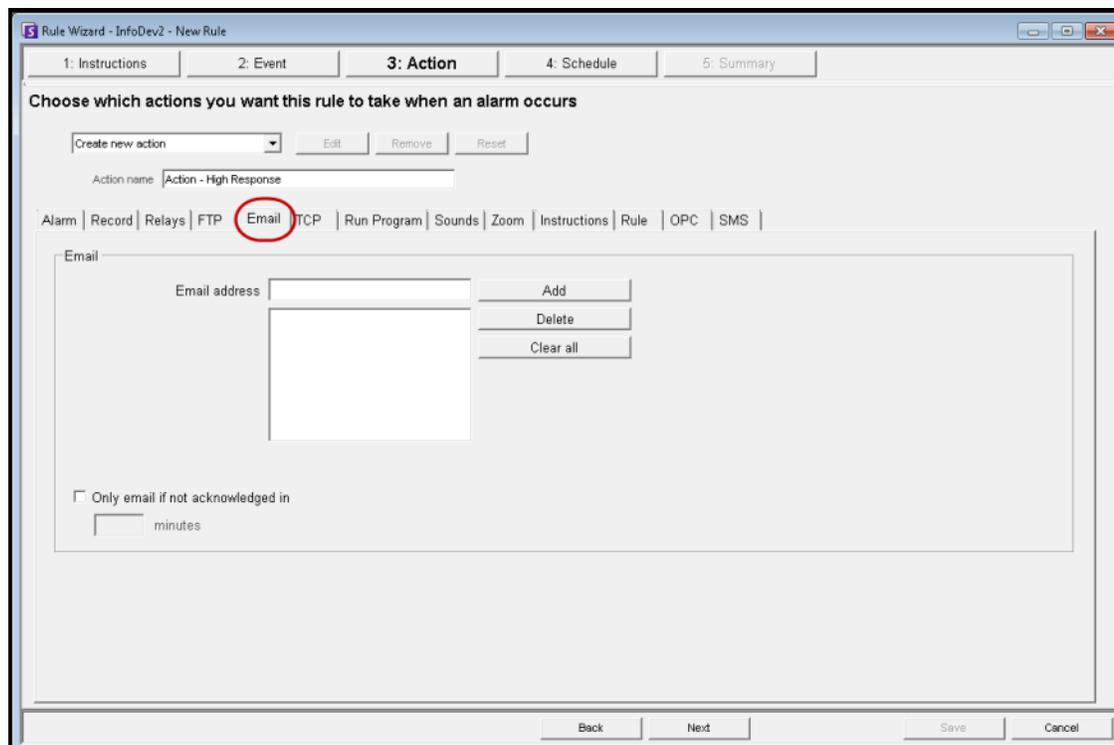 Rule Wizard - InfoDev2 - New Rule
1: Instructions 2: Event 3: Action 4: Schedule 5: Summary
Choose which actions you want this rule to take when an alarm occurs
Create new action Edit Remove Reset
Action name Action - High Response
Alarm Record Relays FTP Email TCP Run Program Sounds Zoom Instructions Rule OPC SMS
Email
Email address Add
Delete
Clear all
Only email if not acknowledged in
minutes
Back Next Save Cancel